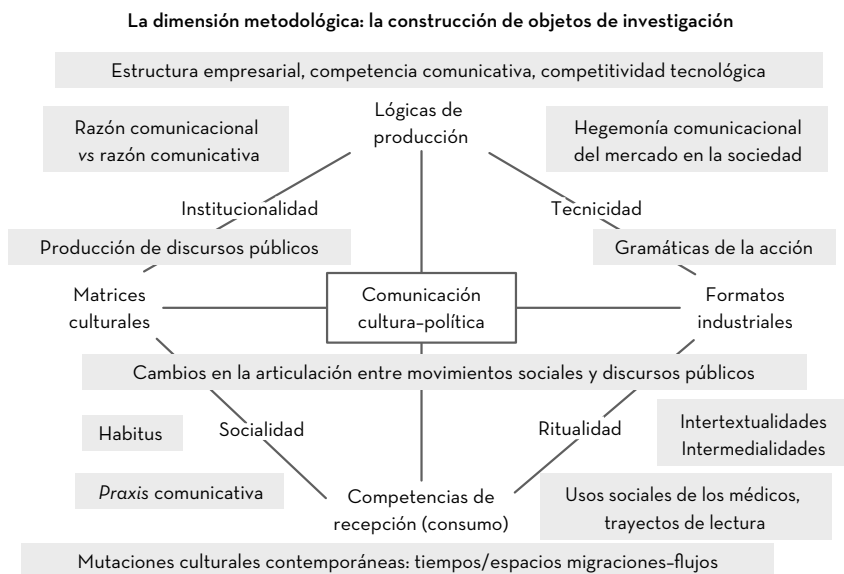 La dimensión metodológica: la construcción de objetos de investigación
Estructura empresarial, competencia comunicativa, competitividad tecnológica
Lógicas de
producción
Razón comunicacional
vs razón comunicativa
Hegemonía comunicacional
del mercado en la sociedad
Institucionalidad
Tecnicidad
Producción de discursos públicos
Gramáticas de la acción
Matrices
culturales
Comunicación
cultura-política
Formatos
industriales
Cambios en la articulación entre movimientos sociales y discursos públicos
Habitus
Socialidad
Ritualidad
Intertextualidades
Intermedialidades
Praxis comunicativa
Competencias de
recepción (consumo)
Usos sociales de los médicos,
trayectos de lectura
Mutaciones culturales contemporáneas: tiempos/espacios migraciones-flujos